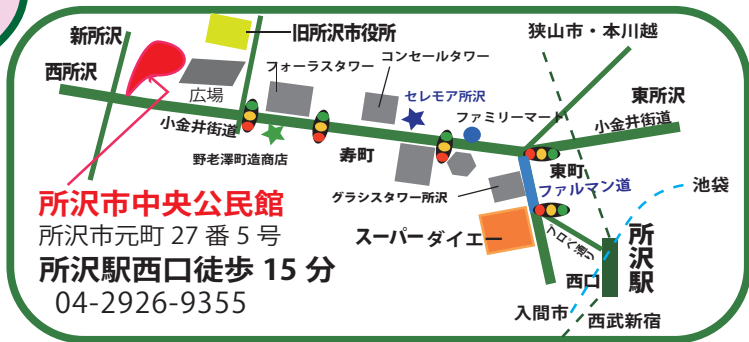 新所沢
旧所沢市役所
狭山市・本川越
西所沢
フォーラスタワー
コンセールタワー
広場
セレモア所沢
東所沢
小金井街道
ファミリーマート
小金井街道
野老澤町造商店
寿町
東町
グラシスタワー所沢
ファルマン道
池袋
所沢市中央公民館
所沢市元町 27 番 5 号
スーパーダイエー
プロペ通り
所沢駅
所沢駅西口徒歩 15 分
西口
04-2926-9355
入間市
西武新宿